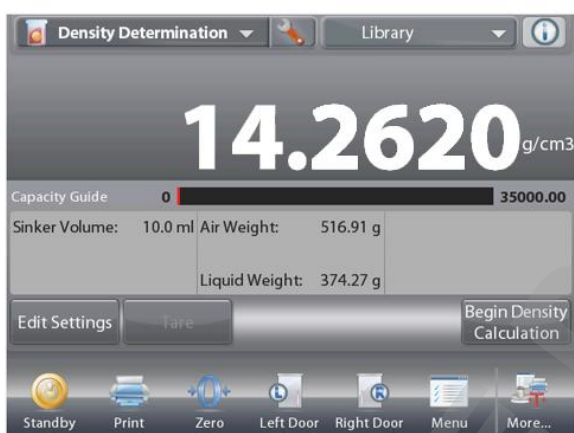 Density Determination Library
14.2620 g/cm3
Capacity Guide 0 35000.00
Sinker Volume: 10.0 ml Air Weight: 516.91 g
Liquid Weight: 374.27 g
Edit Settings Tare Begin Density
Calculation
L R
Standby Print Zero Left Door Right Door Menu More...